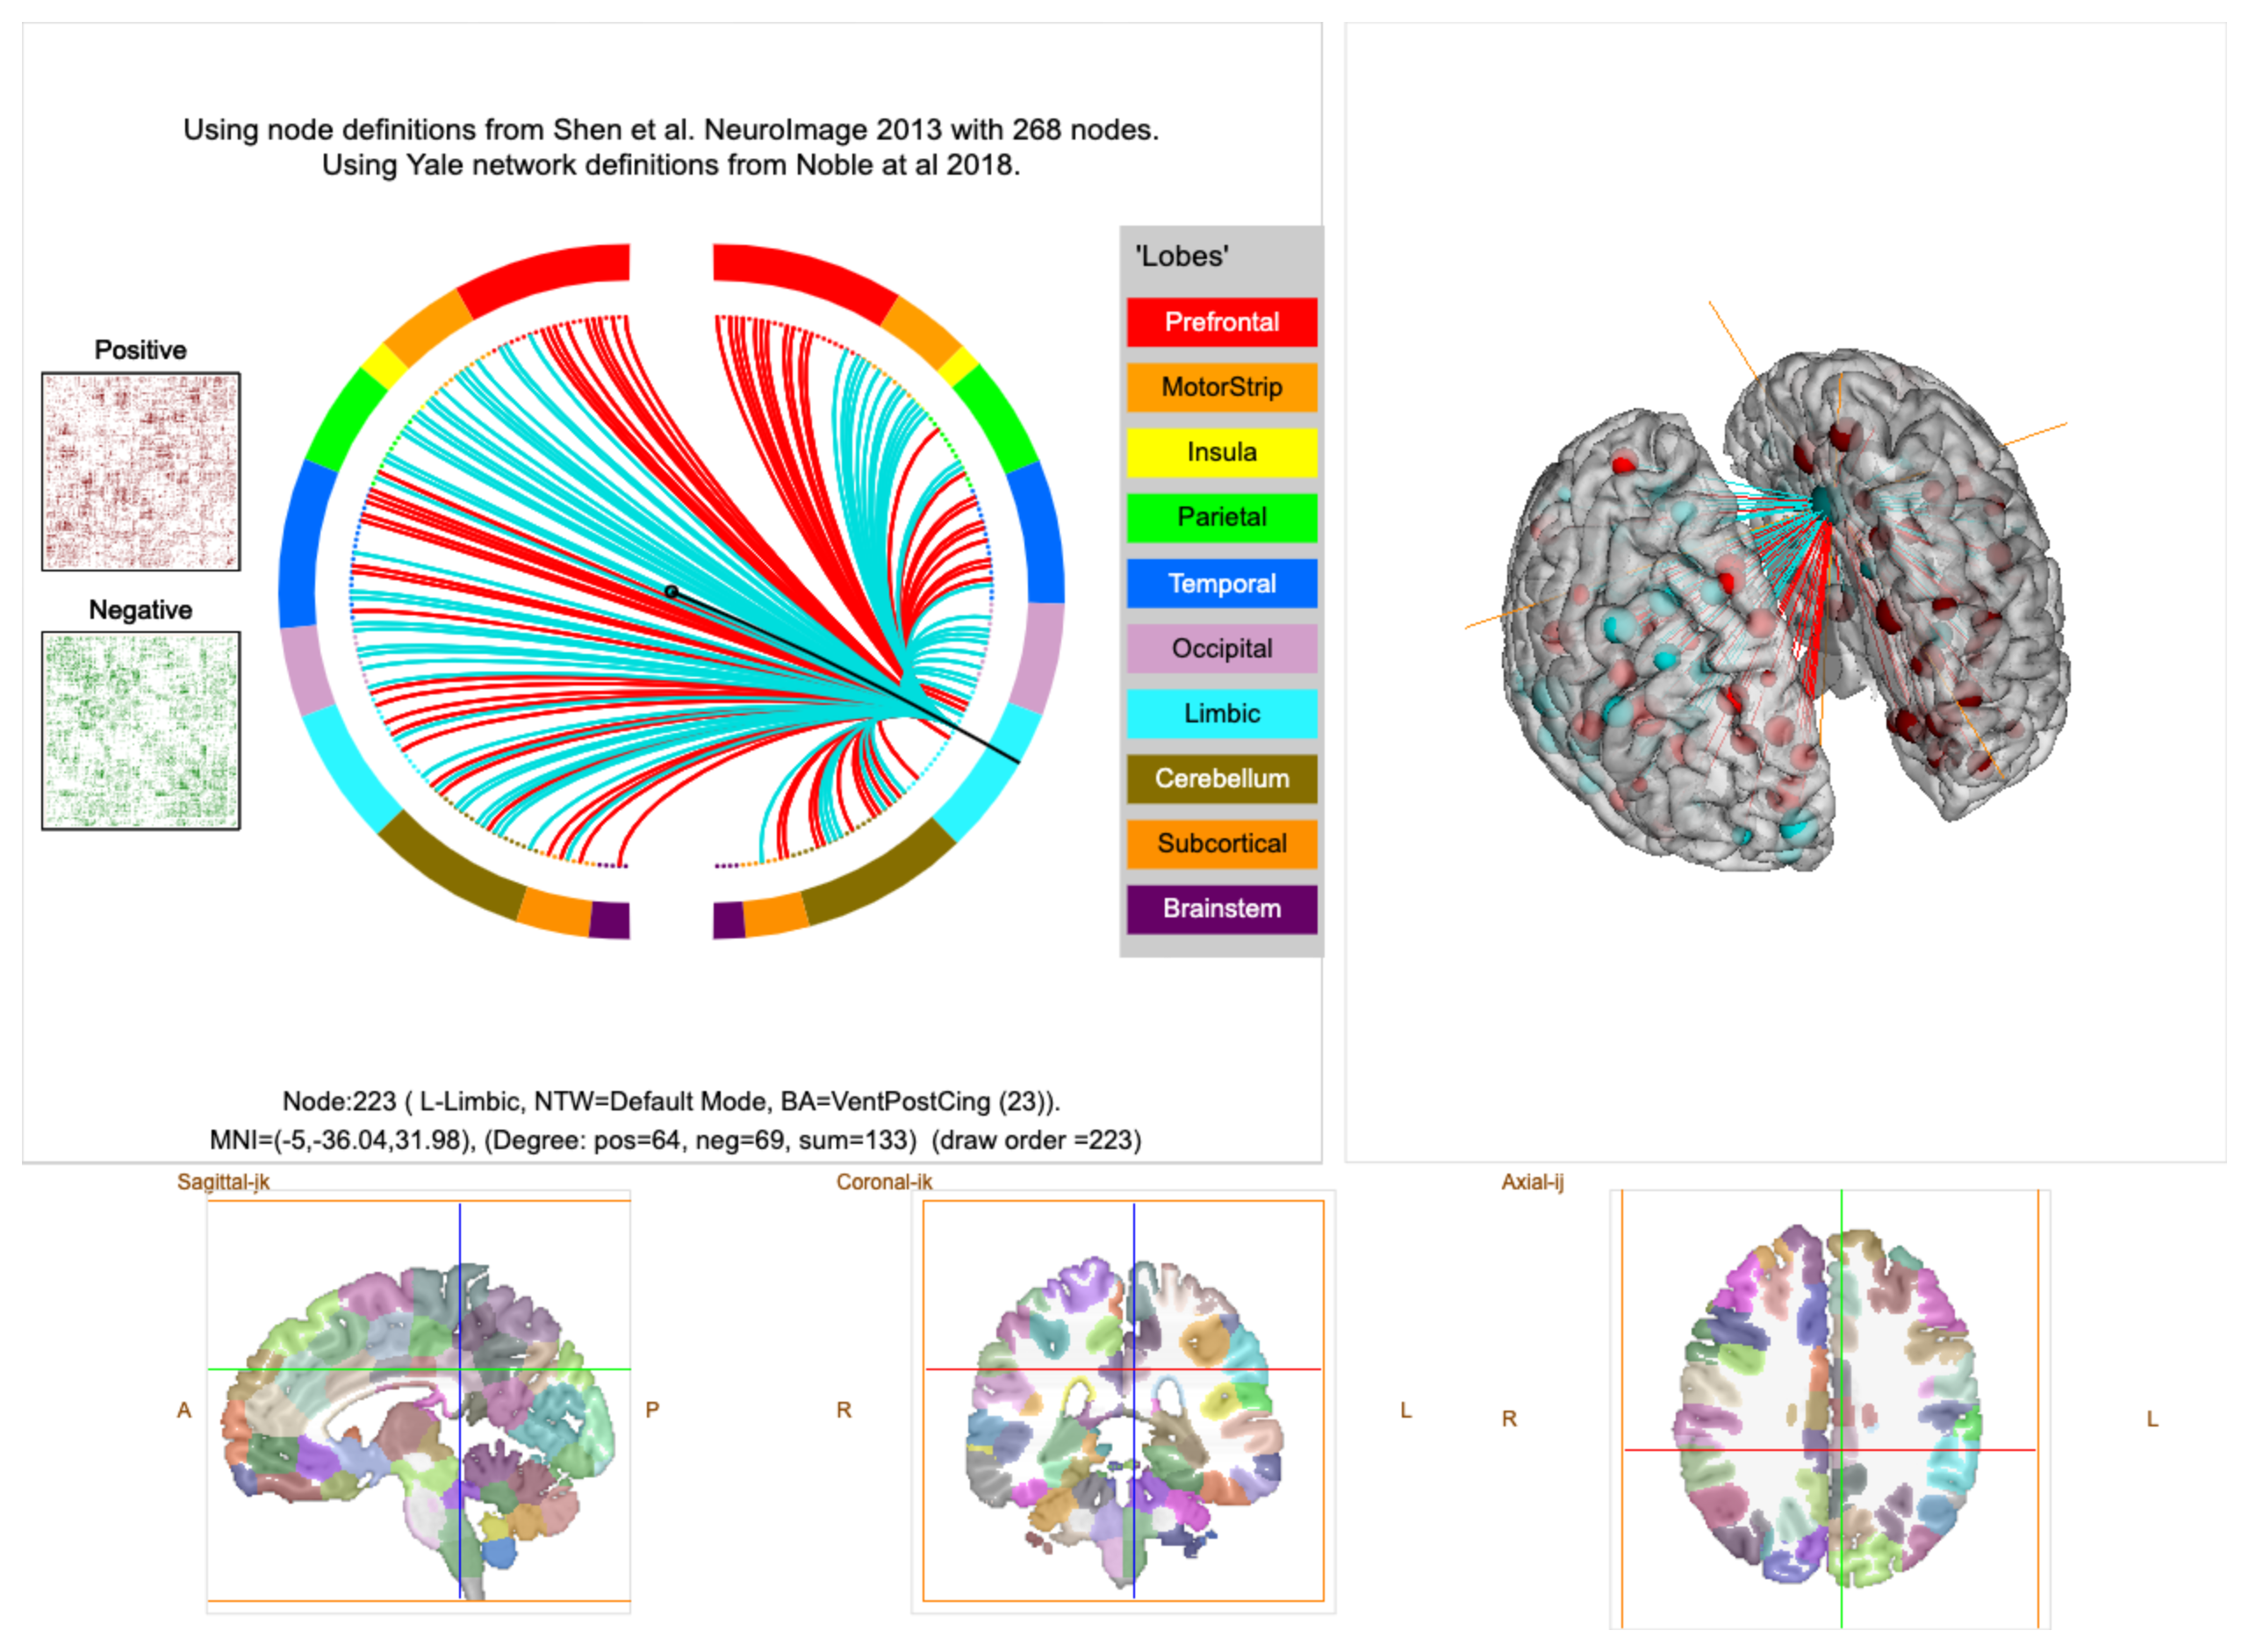 Using node definitions from Shen et al. NeuroImage 2013 with 268 nodes.
Using Yale network definitions from Noble at al 2018.
Positive
Negative
'Lobes'
Prefrontal
MotorStrip
Insula
Parietal
Temporal
Occipital
Limbic
Cerebellum
Subcortical
Brainstem
Node:223 ( L-Limbic, NTW=Default Mode, BA=VentPostCing (23)).
MNI=(-5,-36.04,31.98), (Degree: pos=64, neg=69, sum=133)  (draw order =223)
Sagittal-jk
A
P
Coronal-ik
R
L
Axial-ij
R
L